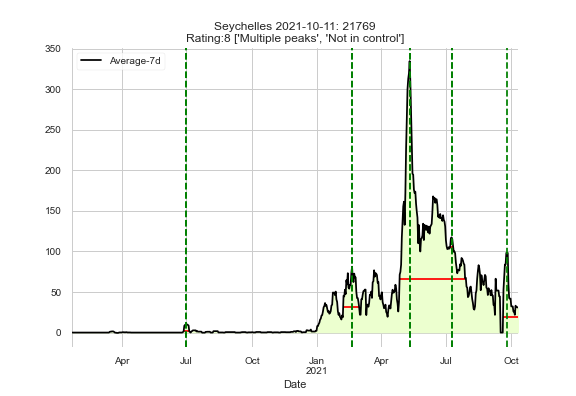 Seychelles 2021-10-11: 21769
Rating:8 ['Multiple peaks', 'Not in control']
350
Average-7d
300
250
200
150
100
50
0
Apr Jul Oct Jan Apr Jul Oct
2021
Date